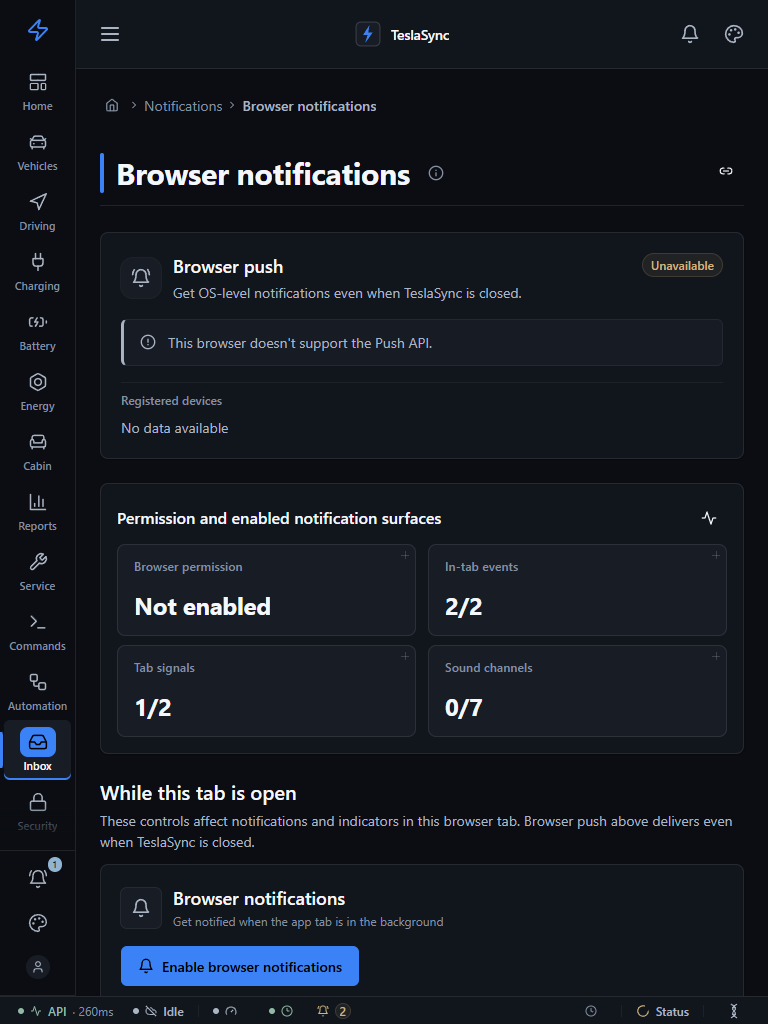 TeslaSync
Home
Vehicles
Driving
Charging
Battery
Energy
Cabin
Reports
Service
Commands
Automation
Inbox
Security
1
Notifications
Browser notifications
Browser notifications
Browser push
Unavailable
Get OS-level notifications even when TeslaSync is closed.
This browser doesn't support the Push API.
Registered devices
No data available
Permission and enabled notification surfaces
Browser permission
Not enabled
In-tab events
2/2
Tab signals
1/2
Sound channels
0/7
While this tab is open
These controls affect notifications and indicators in this browser tab. Browser push above delivers even
when TeslaSync is closed.
Browser notifications
Get notified when the app tab is in the background
Enable browser notifications
API · 260ms
Idle
2
Status